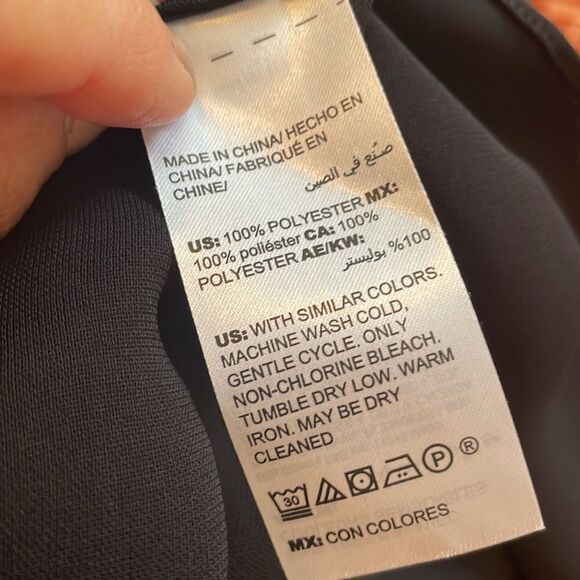 MADE IN CHINA/ HECHO EN
CHINA/ FABRIQUÉ EN
CHINE/
صنع في الصين
US: 100% POLYESTER MX:
100% poliéster CA: 100%
POLYESTER AE/KW:
100% بوليستر
US: WITH SIMILAR COLORS.
MACHINE WASH COLD,
GENTLE CYCLE. ONLY
NON-CHLORINE BLEACH.
TUMBLE DRY LOW. WARM
IRON. MAY BE DRY
CLEANED
30 P ®
MX: CON COLORES